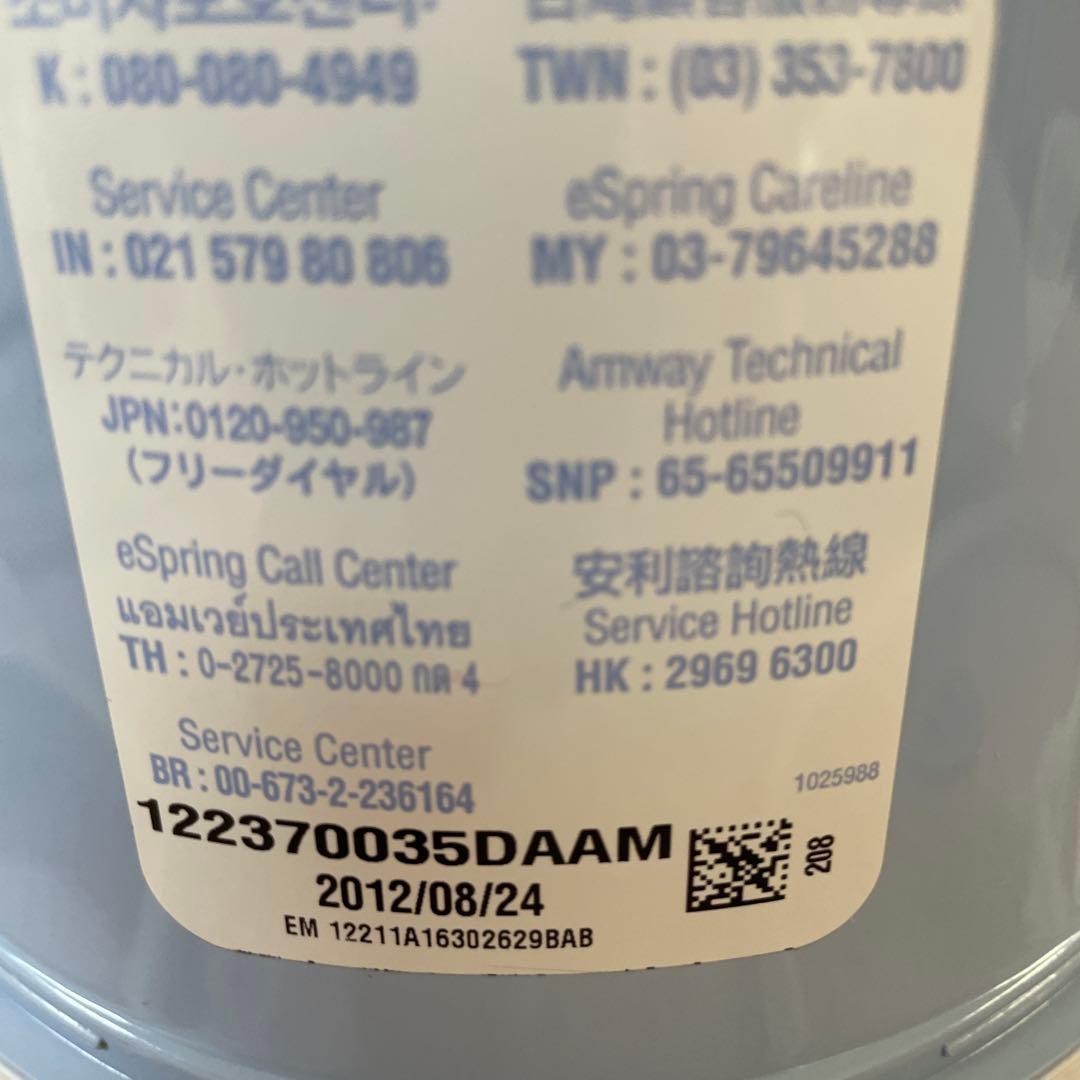 K : 080-080-4949
TWN : (03) 353-7800
Service Center
IN : 021 579 80 806
eSpring Careline
MY : 03-79645288
テクニカル・ホットライン
JPN:0120-950-987
(フリーダイヤル)
Amway Technical
Hotline
SNP : 65-65509911
eSpring Call Center
แอมเวย์ประเทศไทย
TH : 0-2725-8000 กด 4
安利諮詢熱線
Service Hotline
HK : 2969 6300
Service Center
BR : 00-673-2-236164
1025988
122370035DAAM
208
2012/08/24
EM 12211A16302629BAB